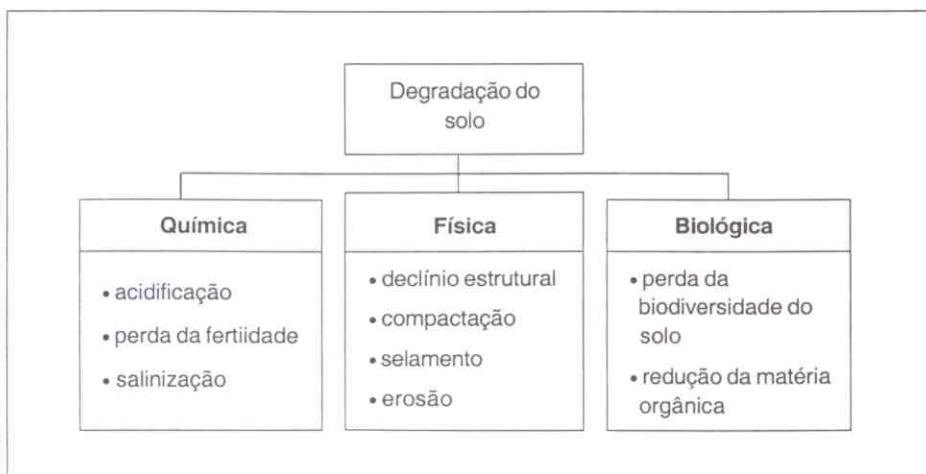 Degradação do
solo
Química
• acidificação
• perda da fertiidade
• salinização
Física
• declínio estrutural
• compactação
• selamento
• erosão
Biológica
• perda da
biodiversidade do
solo
• redução da matéria
orgânica